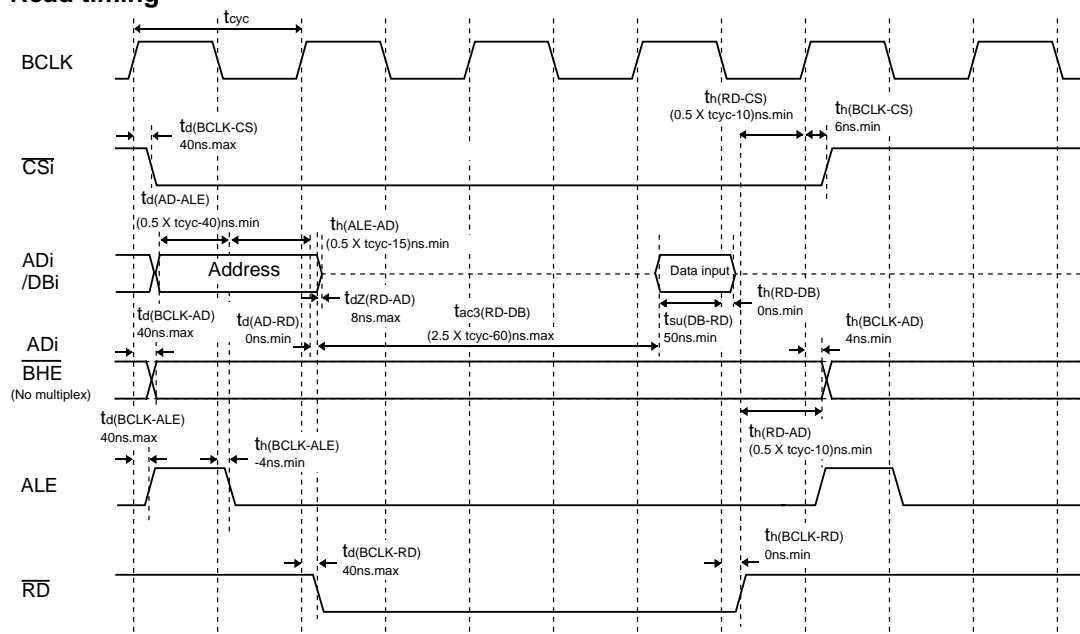 Read timing
tcyc
BCLK
th(RD-CS)
(0.5 X tcyc-10)ns.min
th(BCLK-CS)
6ns.min
td(BCLK-CS)
40ns.max
CSi
td(AD-ALE)
(0.5 X tcyc-40)ns.min
th(ALE-AD)
(0.5 X tcyc-15)ns.min
ADi
/DBi
Address
Data input
tdZ(RD-AD)
8ns.max
th(RD-DB)
0ns.min
td(BCLK-AD)
40ns.max
td(AD-RD)
0ns.min
tac3(RD-DB)
(2.5 X tcyc-60)ns.max
tsu(DB-RD)
50ns.min
th(BCLK-AD)
4ns.min
ADi
BHE
(No multiplex)
td(BCLK-ALE)
40ns.max
th(BCLK-ALE)
-4ns.min
th(RD-AD)
(0.5 X tcyc-10)ns.min
ALE
td(BCLK-RD)
40ns.max
th(BCLK-RD)
0ns.min
RD